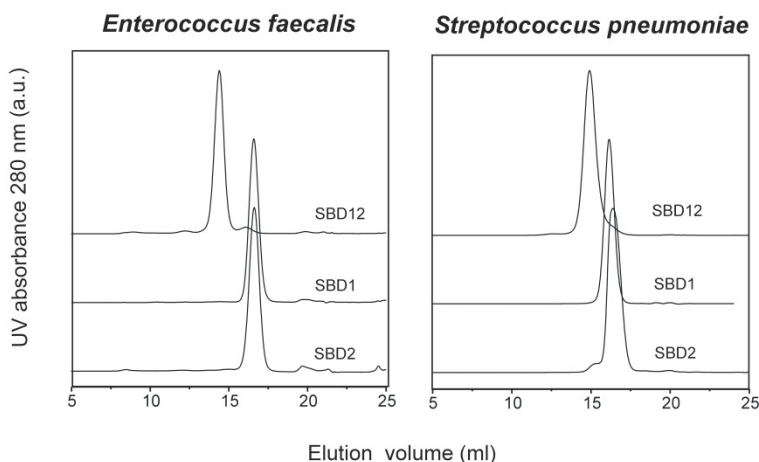 Enterococcus faecalis
Streptococcus pneumoniae
UV absorbance 280 nm (a.u.)
SBD12
SBD1
SBD2
5 10 15 20 25
SBD12
SBD1
SBD2
5 10 15 20 25
Elution volume (ml)